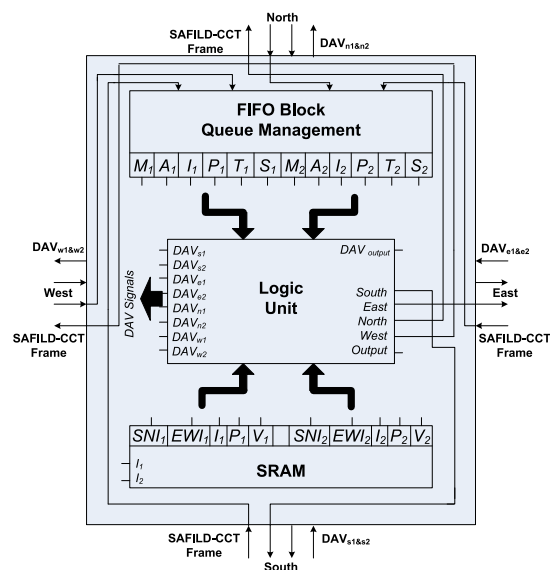 North
SAFILD-CCT
Frame
DAVn1&n2
FIFO Block
Queue Management
M1 A1 I1 P1 T1 S1 M2 A2 I2 P2 T2 S2
DAVw1&w2
West
SAFILD-CCT
Frame
DAV Signals
DAVs1
DAVs2
DAVe1
DAVe2
DAVn1
DAVn2
DAVw1
DAVw2
Logic
Unit
DAV output
South
East
North
West
Output
DAVe1&e2
East
SAFILD-CCT
Frame
SNI1 EWI1 I1 P1 V1 SNI2 EWI2 I2 P2 V2
I1
I2
SRAM
SAFILD-CCT
Frame
South
DAVs1&s2